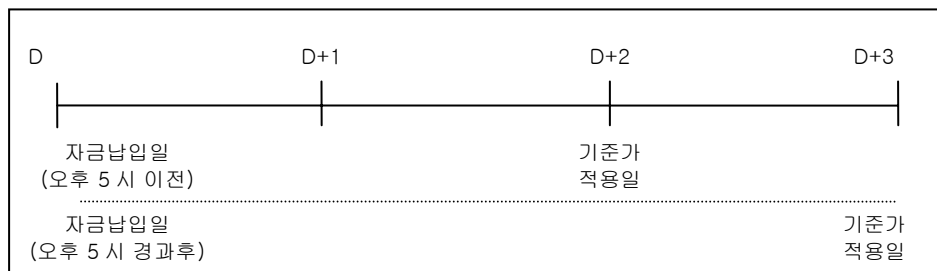 D D+1 D+2 D+3
자금납입일 기준가
(오후 5 시 이전) 적용일
자금납입일 기준가
(오후 5 시 경과후) 적용일